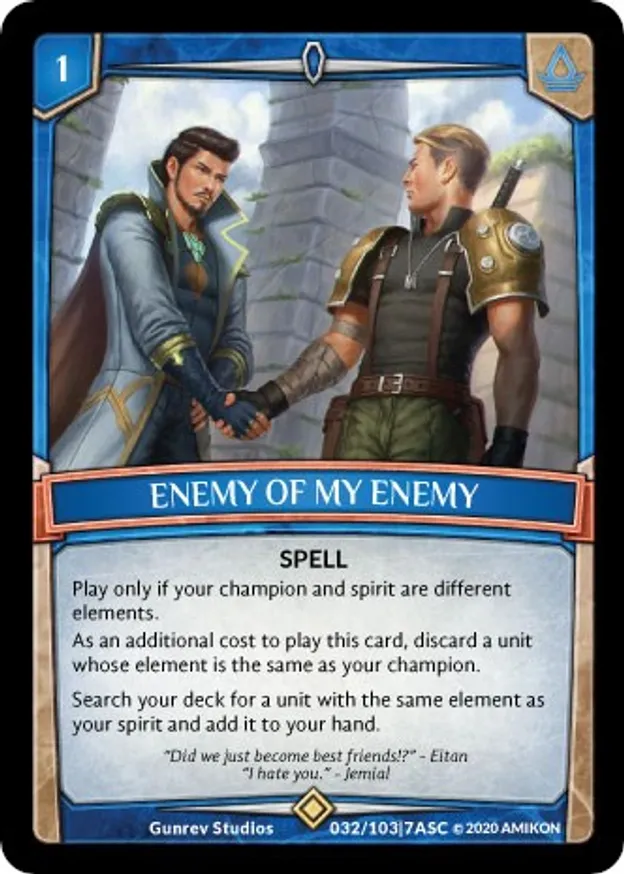 1
ENEMY OF MY ENEMY
SPELL
Play only if your champion and spirit are different
elements.
As an additional cost to play this card, discard a unit
whose element is the same as your champion.
Search your deck for a unit with the same element as
your spirit and add it to your hand.
"Did we just become best friends!?" - Eitan
"I hate you." - Jemial
Gunrev Studios 032/103|7ASC © 2020 AMIKON